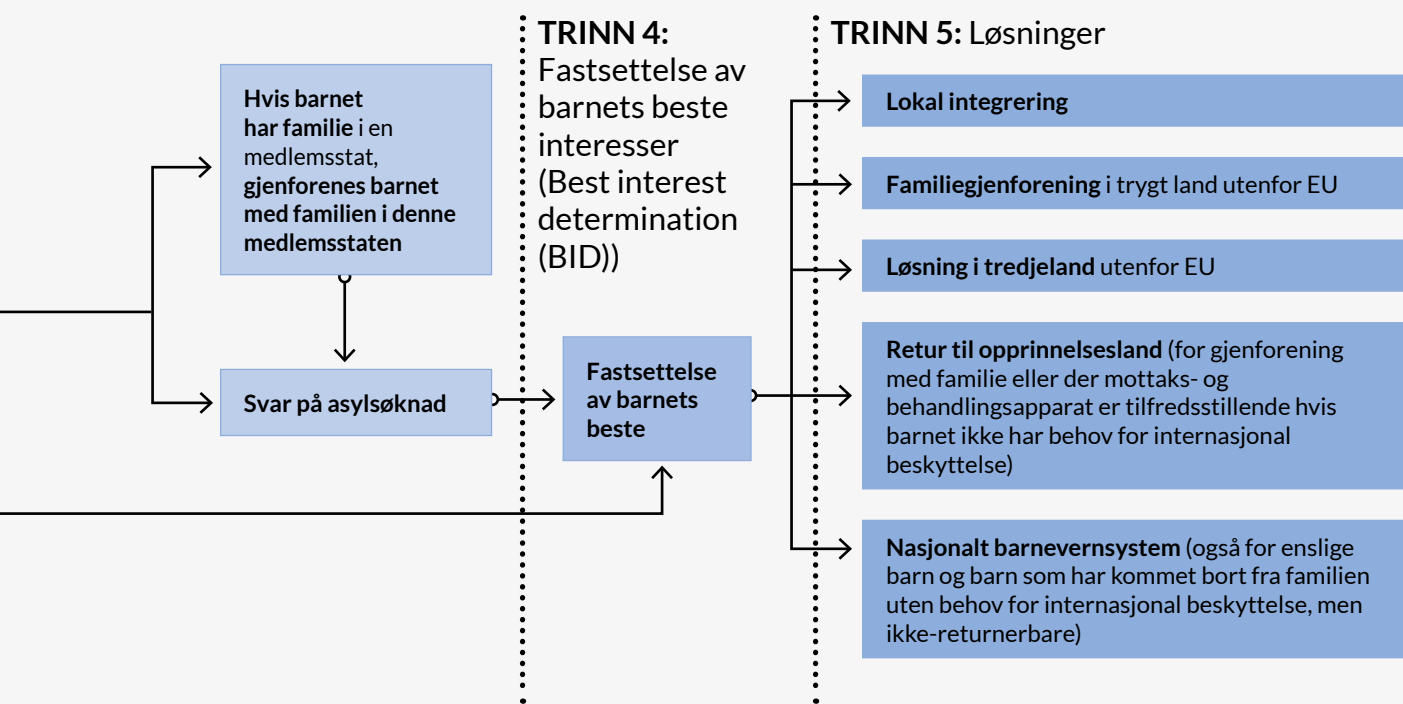 Hvis barnet
har familie i en
medlemsstat,
gjenforenes barnet
med familien i denne
medlemsstaten
Svar på asylsøknad
TRINN 4:
Fastsettelse av
barnets beste
interesser
(Best interest
determination
(BID))
Fastsettelse
av barnets
beste
TRINN 5: Løsninger
Lokal integrering
Familiegjenforening i trygt land utenfor EU
Løsning i tredjeland utenfor EU
Retur til opprinnelsesland (for gjenforening
med familie eller der mottaks- og
behandlingsapparat er tilfredsstillende hvis
barnet ikke har behov for internasjonal
beskyttelse)
Nasjonalt barnevernsystem (også for enslige
barn og barn som har kommet bort fra familien
uten behov for internasjonal beskyttelse, men
ikke-returnerbare)